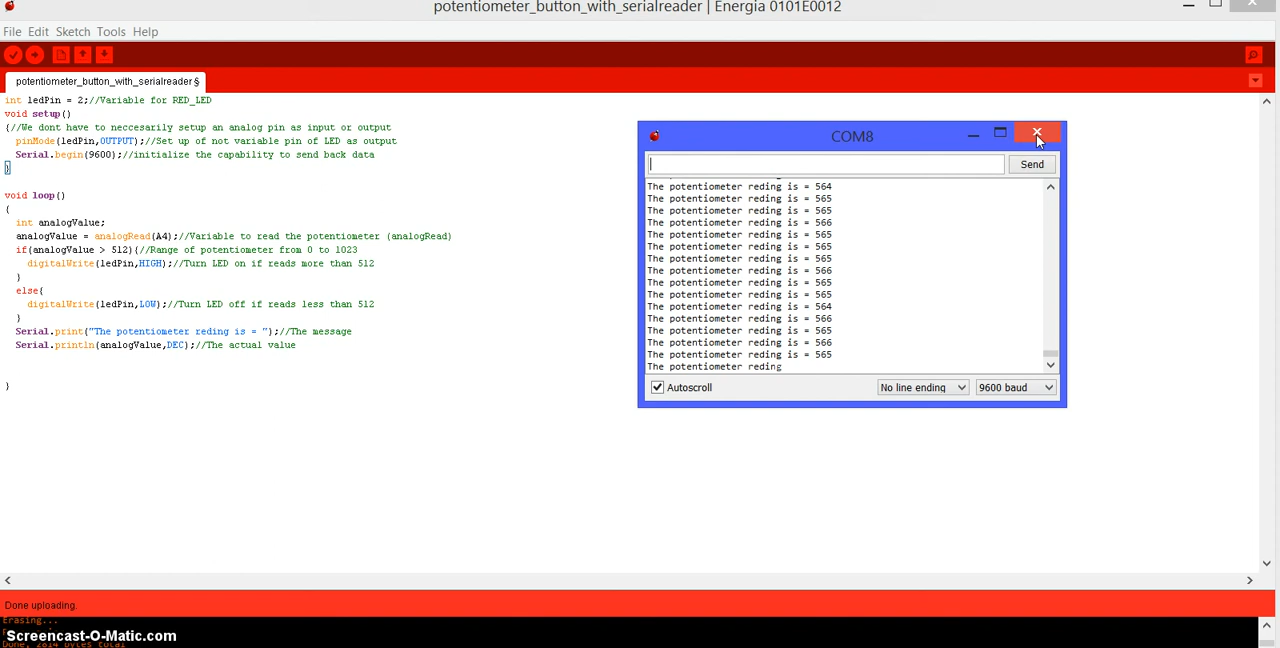 potentiometer_button_with_serialreader | Energia 0101E0012
File Edit Sketch Tools Help
potentiometer_button_with_serialreader §
int ledPin = 2;//Variable for RED_LED
void setup()
{//We dont have to neccesarily setup an analog pin as input or output
pinMode(ledPin,OUTPUT);//Set up of not variable pin of LED as output
Serial.begin(9600);//initialize the capability to send back data
}
void loop()
{
int analogValue;
analogValue = analogRead(A4);//Variable to read the potentiometer (analogRead)
if(analogValue > 512){//Range of potentiometer from 0 to 1023
digitalWrite(ledPin,HIGH);//Turn LED on if reads more than 512
}
else{
digitalWrite(ledPin,LOW);//Turn LED off if reads less than 512
}
Serial.print("The potentiometer reding is = ");//The message
Serial.println(analogValue,DEC);//The actual value
}
COM8
Send
The potentiometer reding is = 564
The potentiometer reding is = 565
The potentiometer reding is = 565
The potentiometer reding is = 566
The potentiometer reding is = 565
The potentiometer reding is = 565
The potentiometer reding is = 565
The potentiometer reding is = 566
The potentiometer reding is = 565
The potentiometer reding is = 565
The potentiometer reding is = 564
The potentiometer reding is = 566
The potentiometer reding is = 565
The potentiometer reding is = 566
The potentiometer reding is = 565
The potentiometer reding
Autoscroll
No line ending
9600 baud
Done uploading.
Erasing...
Screencast-O-Matic.com
Done, 2814 bytes total